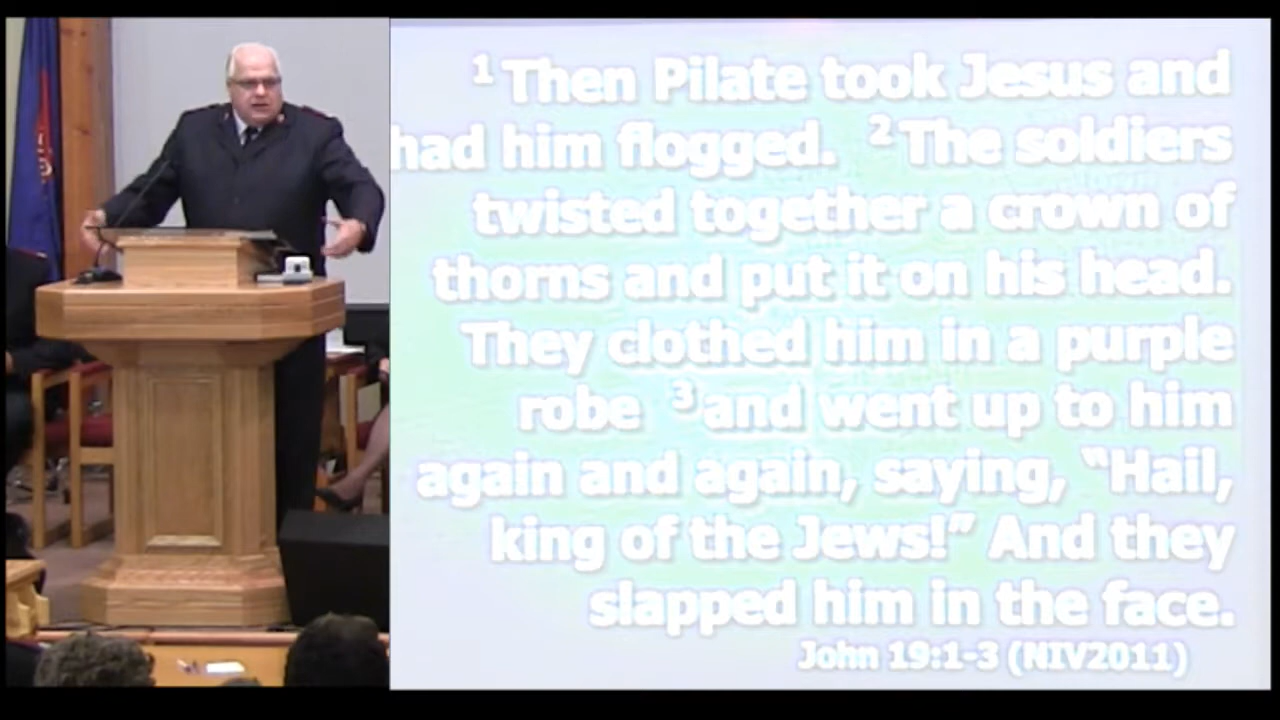 ¹ Then Pilate took Jesus and
had him flogged. ² The soldiers
twisted together a crown of
thorns and put it on his head.
They clothed him in a purple
robe ³ and went up to him
again and again, saying, “Hail,
king of the Jews!” And they
slapped him in the face.
John 19:1-3 (NIV2011)